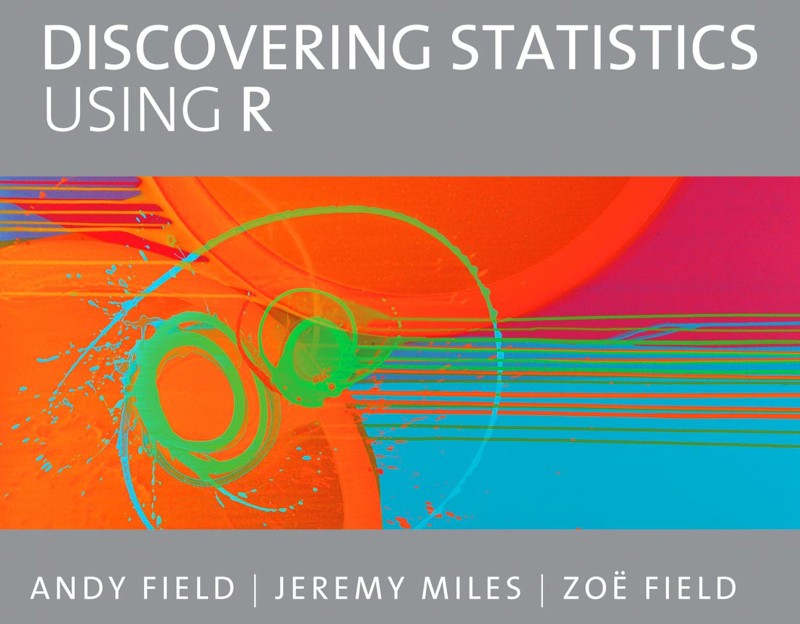 DISCOVERING STATISTICS
USING R
ANDY FIELD | JEREMY MILES | ZOË FIELD